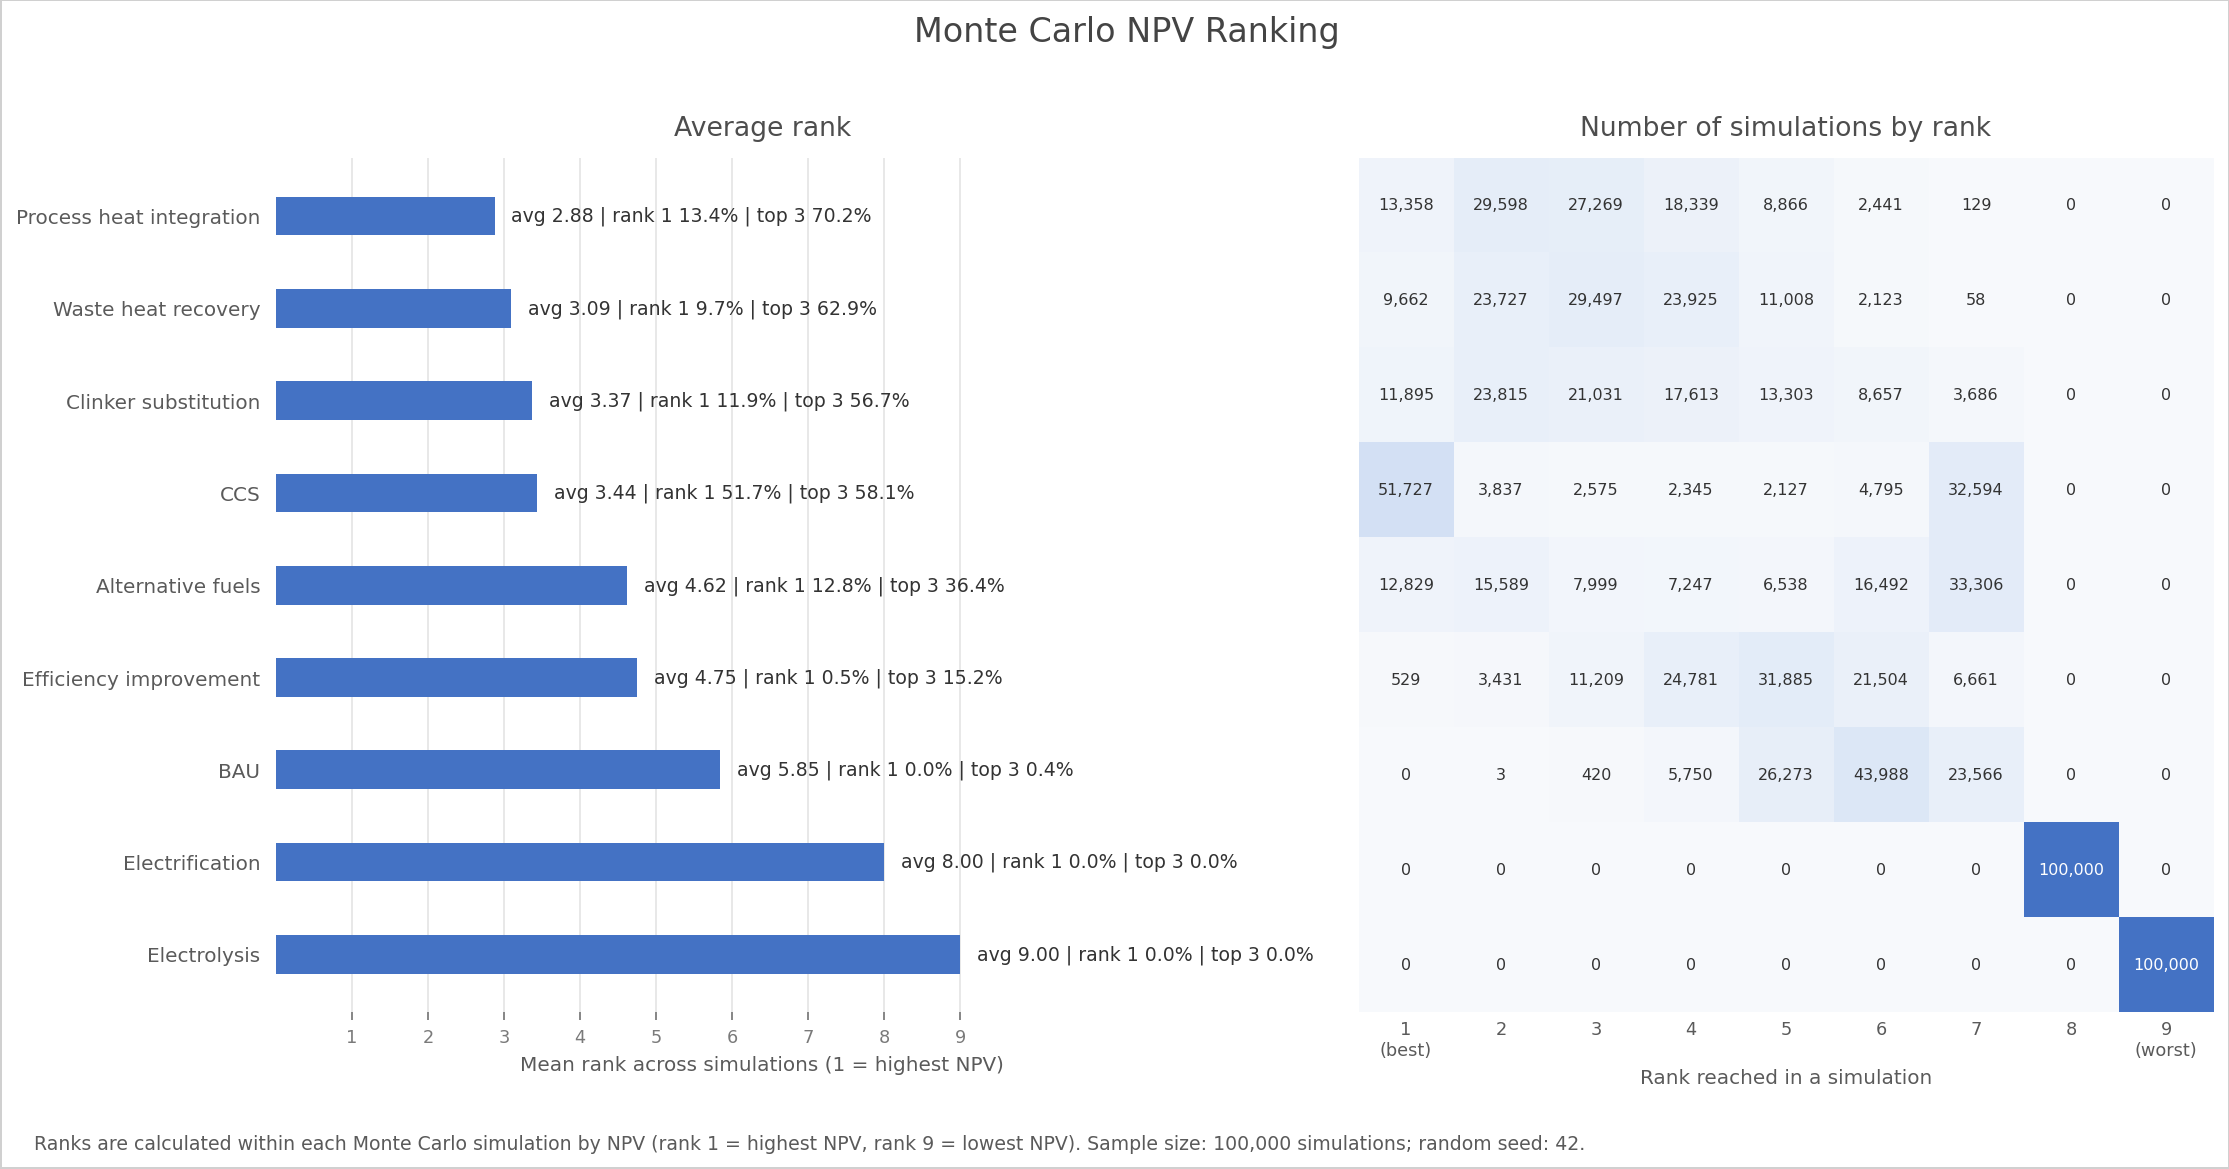 Monte Carlo NPV Ranking
Average rank
Process heat integration
avg 2.88 | rank 1 13.4% | top 3 70.2%
Waste heat recovery
avg 3.09 | rank 1 9.7% | top 3 62.9%
Clinker substitution
avg 3.37 | rank 1 11.9% | top 3 56.7%
CCS
avg 3.44 | rank 1 51.7% | top 3 58.1%
Alternative fuels
avg 4.62 | rank 1 12.8% | top 3 36.4%
Efficiency improvement
avg 4.75 | rank 1 0.5% | top 3 15.2%
BAU
avg 5.85 | rank 1 0.0% | top 3 0.4%
Electrification
avg 8.00 | rank 1 0.0% | top 3 0.0%
Electrolysis
avg 9.00 | rank 1 0.0% | top 3 0.0%
1 2 3 4 5 6 7 8 9
Mean rank across simulations (1 = highest NPV)
Number of simulations by rank
13,358 29,598 27,269 18,339 8,866 2,441 129 0 0
9,662 23,727 29,497 23,925 11,008 2,123 58 0 0
11,895 23,815 21,031 17,613 13,303 8,657 3,686 0 0
51,727 3,837 2,575 2,345 2,127 4,795 32,594 0 0
12,829 15,589 7,999 7,247 6,538 16,492 33,306 0 0
529 3,431 11,209 24,781 31,885 21,504 6,661 0 0
0 3 420 5,750 26,273 43,988 23,566 0 0
0 0 0 0 0 0 0 100,000 0
0 0 0 0 0 0 0 0 100,000
1 2 3 4 5 6 7 8 9
(best) (worst)
Rank reached in a simulation
Ranks are calculated within each Monte Carlo simulation by NPV (rank 1 = highest NPV, rank 9 = lowest NPV). Sample size: 100,000 simulations; random seed: 42.